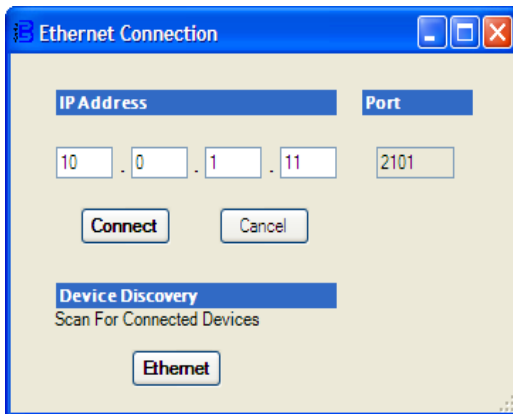 Ethernet Connection
IP Address Port
10 . 0 . 1 . 11 2101
Connect Cancel
Device Discovery
Scan For Connected Devices
Ethernet